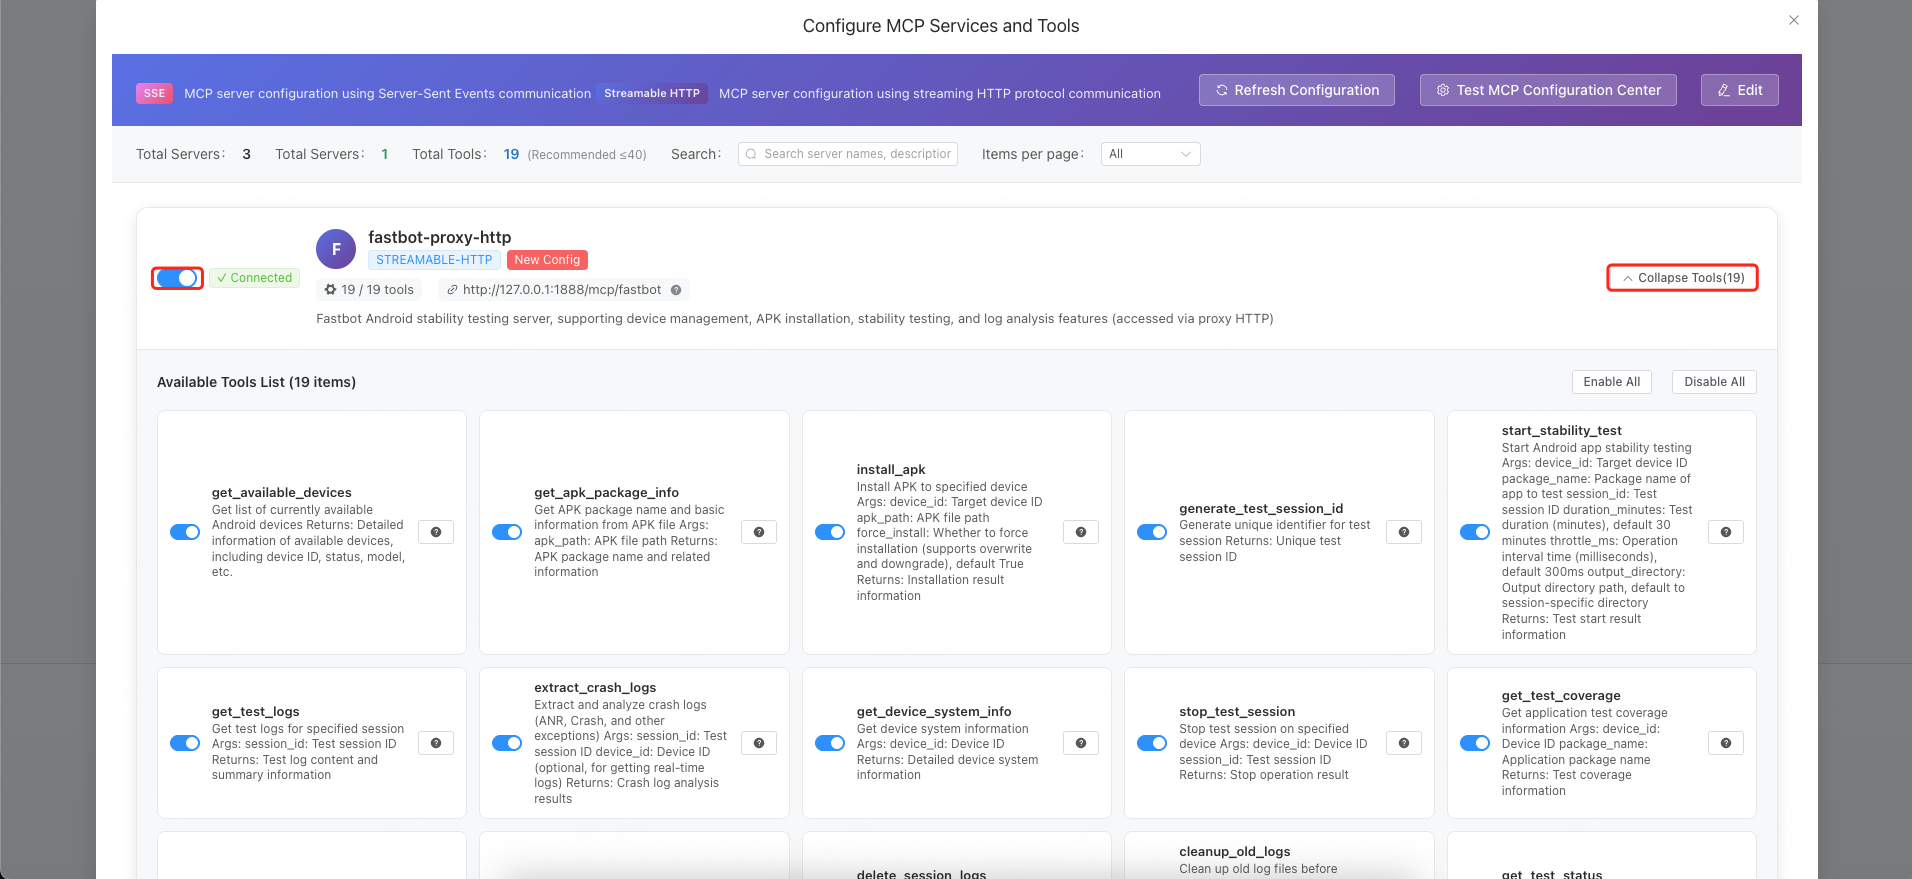 Configure MCP Services and Tools
SSE MCP server configuration using Server-Sent Events communication Streamable HTTP MCP server configuration using streaming HTTP protocol communication Refresh Configuration Test MCP Configuration Center Edit
Total Servers: 3 Total Servers: 1 Total Tools: 19 (Recommended ≤40) Search: Search server names, description Items per page: All
F
fastbot-proxy-http
STREAMABLE-HTTP New Config
Connected
Collapse Tools(19)
19 / 19 tools http://127.0.0.1:1888/mcp/fastbot
Fastbot Android stability testing server, supporting device management, APK installation, stability testing, and log analysis features (accessed via proxy HTTP)
Available Tools List (19 items)
Enable All Disable All
get_available_devices
Get list of currently available
Android devices Returns: Detailed
information of available devices,
including device ID, status, model,
etc.
get_apk_package_info
Get APK package name and basic
information from APK file Args:
apk_path: APK file path Returns:
APK package name and related
information
install_apk
Install APK to specified device
Args: device_id: Target device ID
apk_path: APK file path
force_install: Whether to force
installation (supports overwrite
and downgrade), default True
Returns: Installation result
information
generate_test_session_id
Generate unique identifier for test
session Returns: Unique test
session ID
start_stability_test
Start Android app stability testing
Args: device_id: Target device ID
package_name: Package name of
app to test session_id: Test
session ID duration_minutes: Test
duration (minutes), default 30
minutes throttle_ms: Operation
interval time (milliseconds),
default 300ms output_directory:
Output directory path, default to
session-specific directory
Returns: Test start result
information
get_test_logs
Get test logs for specified session
Args: session_id: Test session ID
Returns: Test log content and
summary information
extract_crash_logs
Extract and analyze crash logs
(ANR, Crash, and other
exceptions) Args: session_id: Test
session ID device_id: Device ID
(optional, for getting real-time
logs) Returns: Crash log analysis
results
get_device_system_info
Get device system information
Args: device_id: Device ID
Returns: Detailed device system
information
stop_test_session
Stop test session on specified
device Args: device_id: Device ID
session_id: Test session ID
Returns: Stop operation result
get_test_coverage
Get application test coverage
information Args: device_id:
Device ID package_name:
Application package name
Returns: Test coverage
information
delete_session_logs
cleanup_old_logs
Clean up old log files before
get_test_status